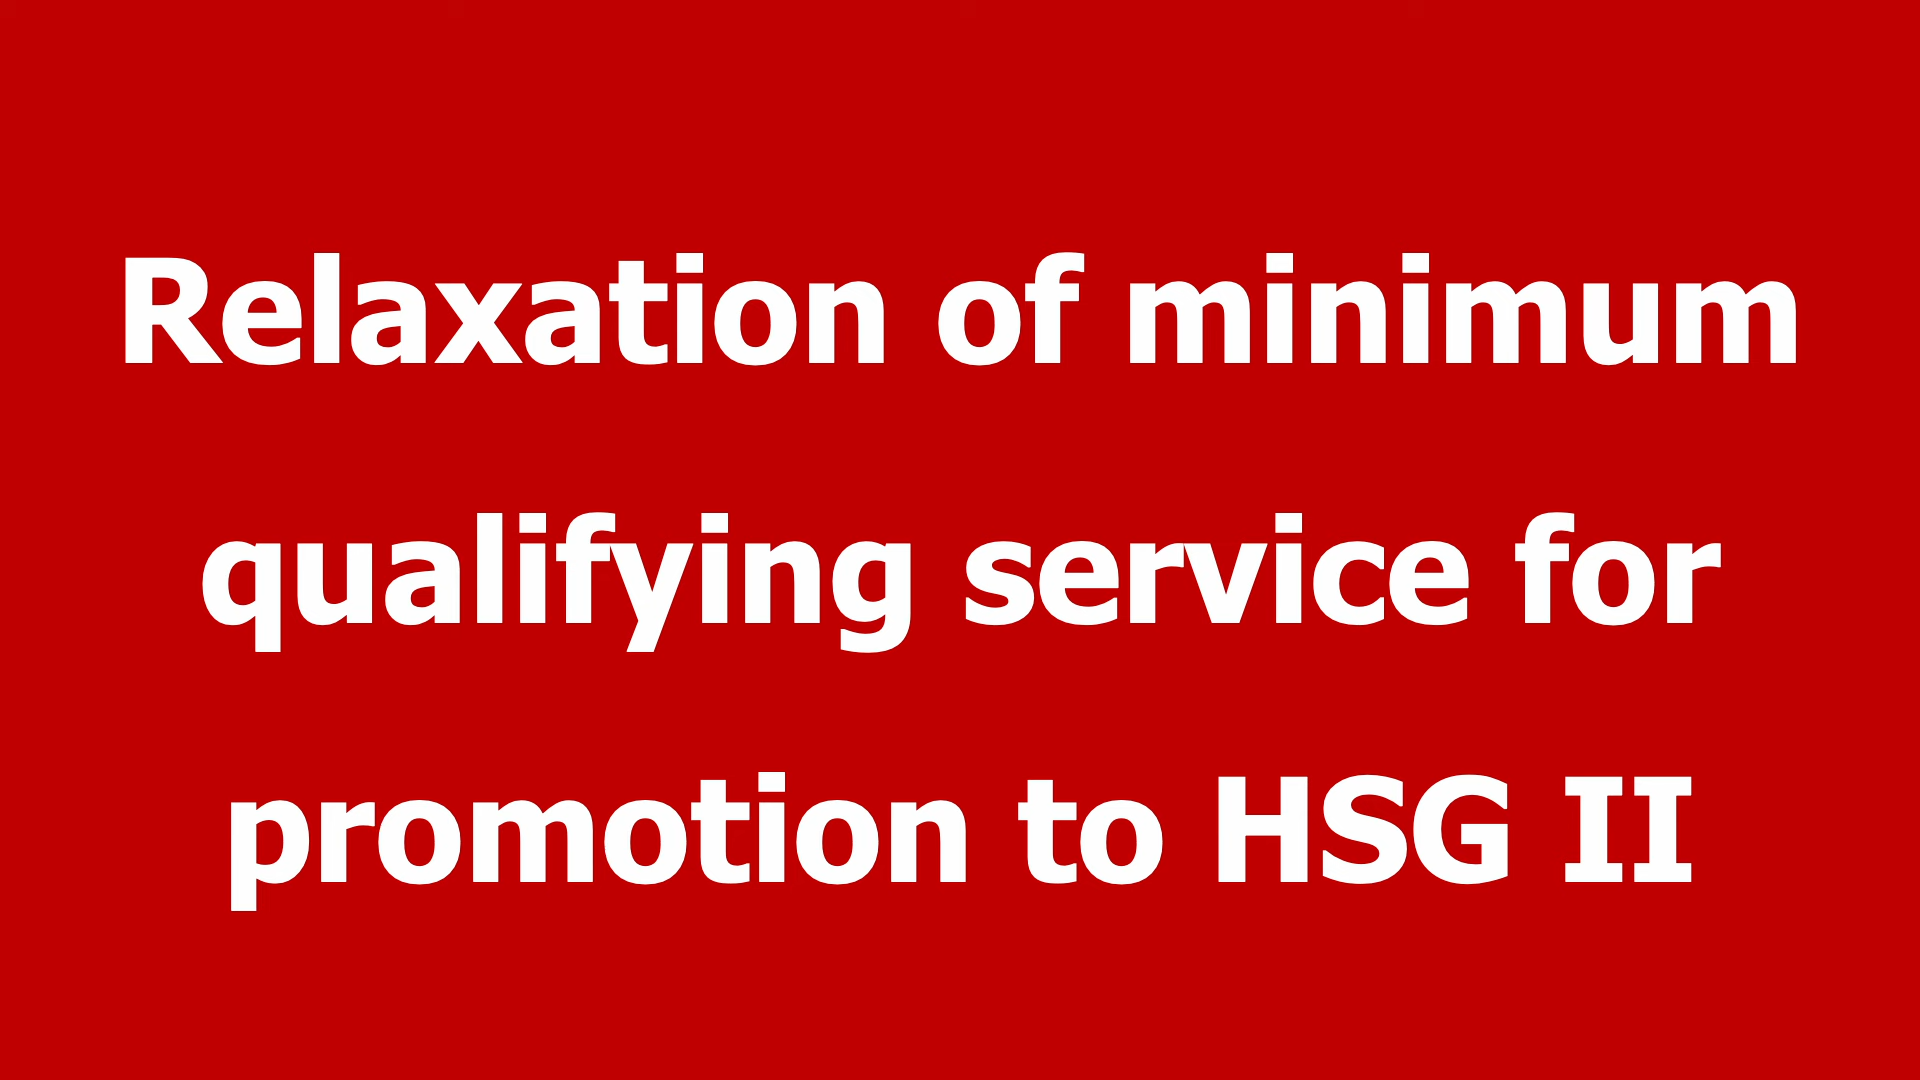 Relaxation of minimum
qualifying service for
promotion to HSG II